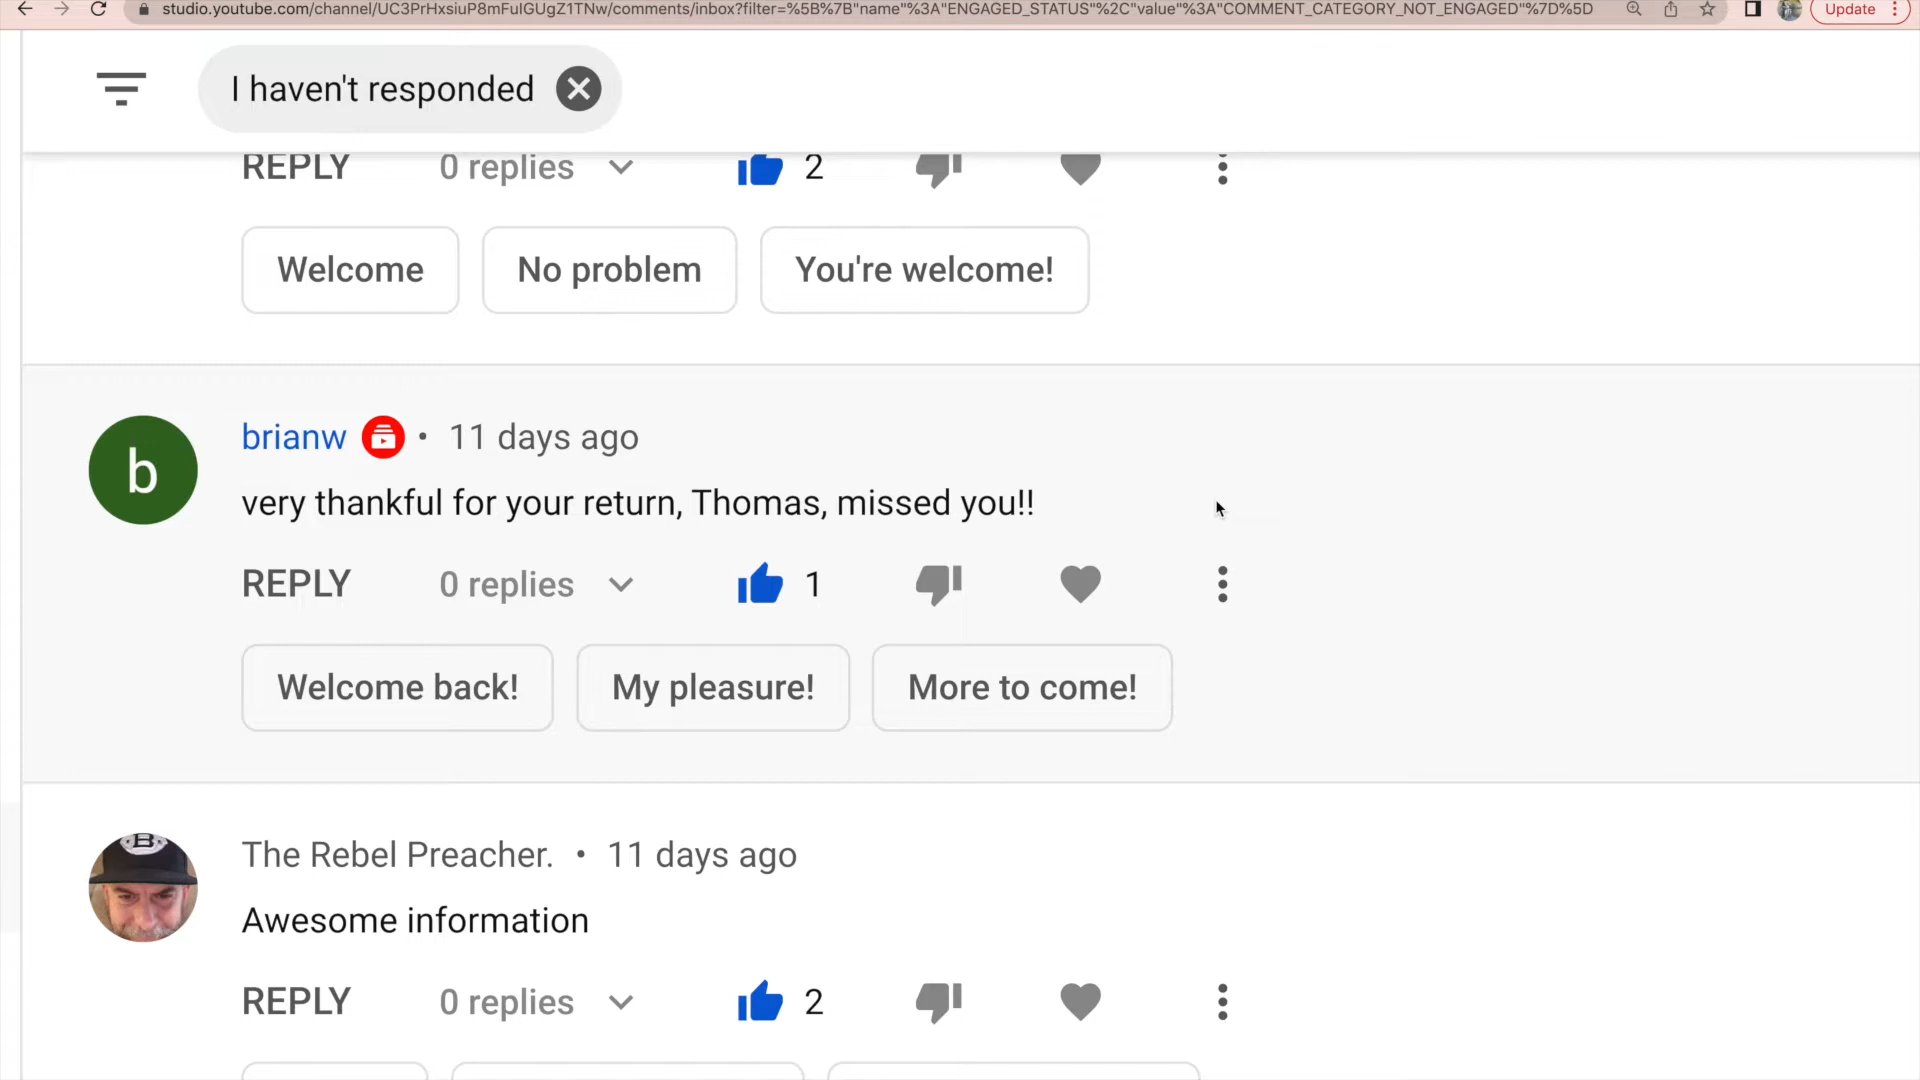 studio.youtube.com/channel/UC3PrHxsiuP8mFulGUgZ1TNw/comments/inbox?filter=%5B%7B"name"%3A"ENGAGED_STATUS"%2C"value"%3A"COMMENT_CATEGORY_NOT_ENGAGED"%7D%5D Update
I haven't responded
REPLY 0 replies 2
Welcome No problem You're welcome!
b brianw • 11 days ago
very thankful for your return, Thomas, missed you!!
REPLY 0 replies 1
Welcome back! My pleasure! More to come!
B The Rebel Preacher. • 11 days ago
Awesome information
REPLY 0 replies 2